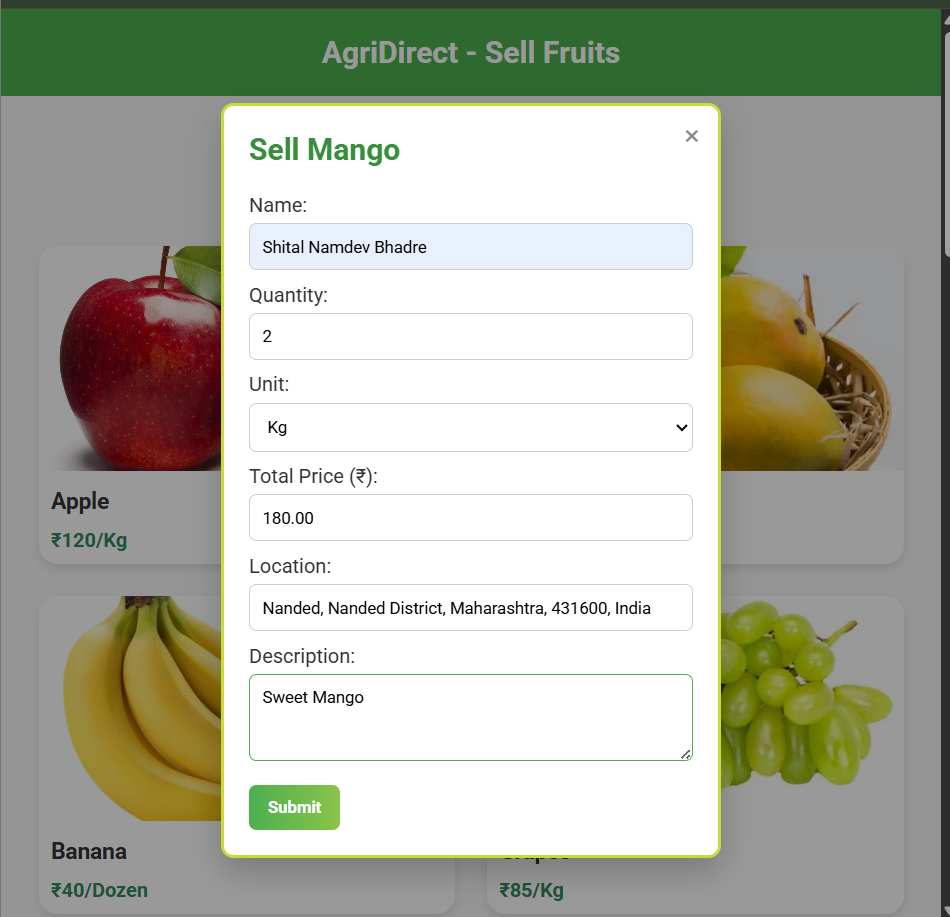 AgriDirect - Sell Fruits
Sell Mango
×
Name:
Shital Namdev Bhadre
Quantity:
2
Unit:
Kg
Total Price (₹):
180.00
Location:
Nanded, Nanded District, Maharashtra, 431600, India
Description:
Sweet Mango
Submit
Apple
₹120/Kg
Banana
₹40/Dozen
Grapes
₹85/Kg